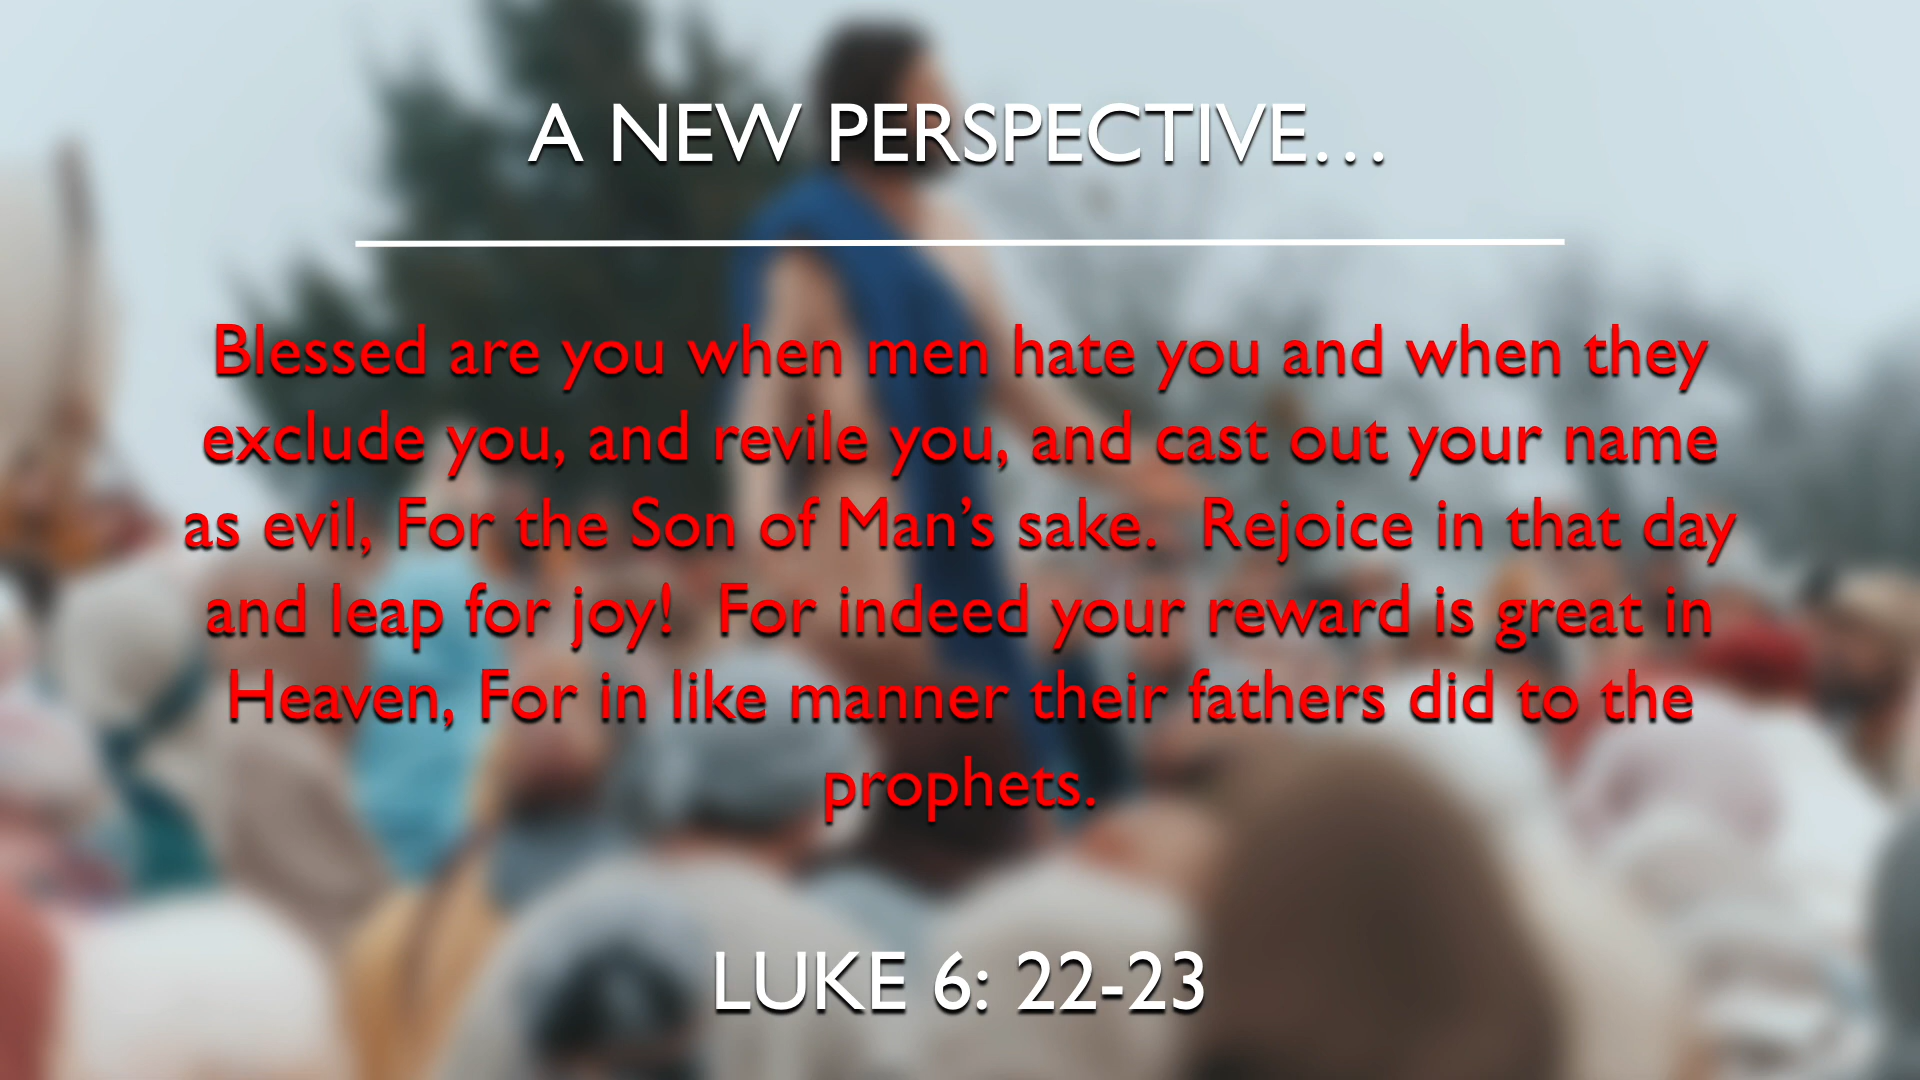 A NEW PERSPECTIVE…
Blessed are you when men hate you and when they
exclude you, and revile you, and cast out your name
as evil, For the Son of Man’s sake.  Rejoice in that day
and leap for joy!  For indeed your reward is great in
Heaven, For in like manner their fathers did to the
prophets.
LUKE 6: 22-23